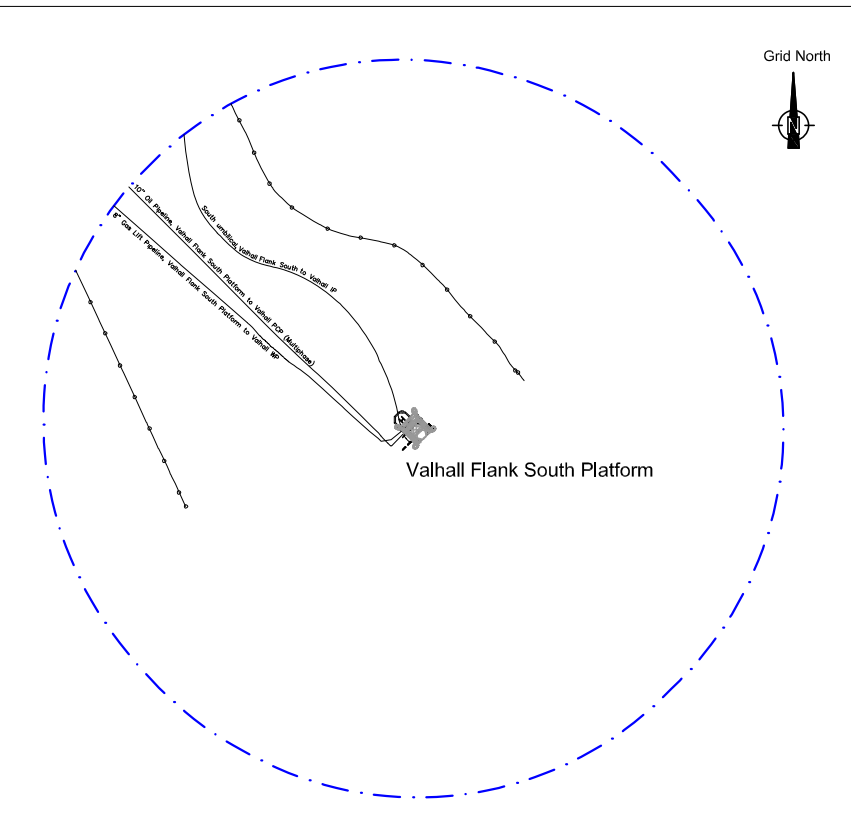 Grid North
N
10" Oil Pipeline, Valhall Flank South Platform to Valhall PCP (Multiphase)
South umbilical, Valhall Flank South to Valhall IP
8" Gas Lift Pipeline, Valhall Flank South Platform to Valhall WP
H
Valhall Flank South Platform